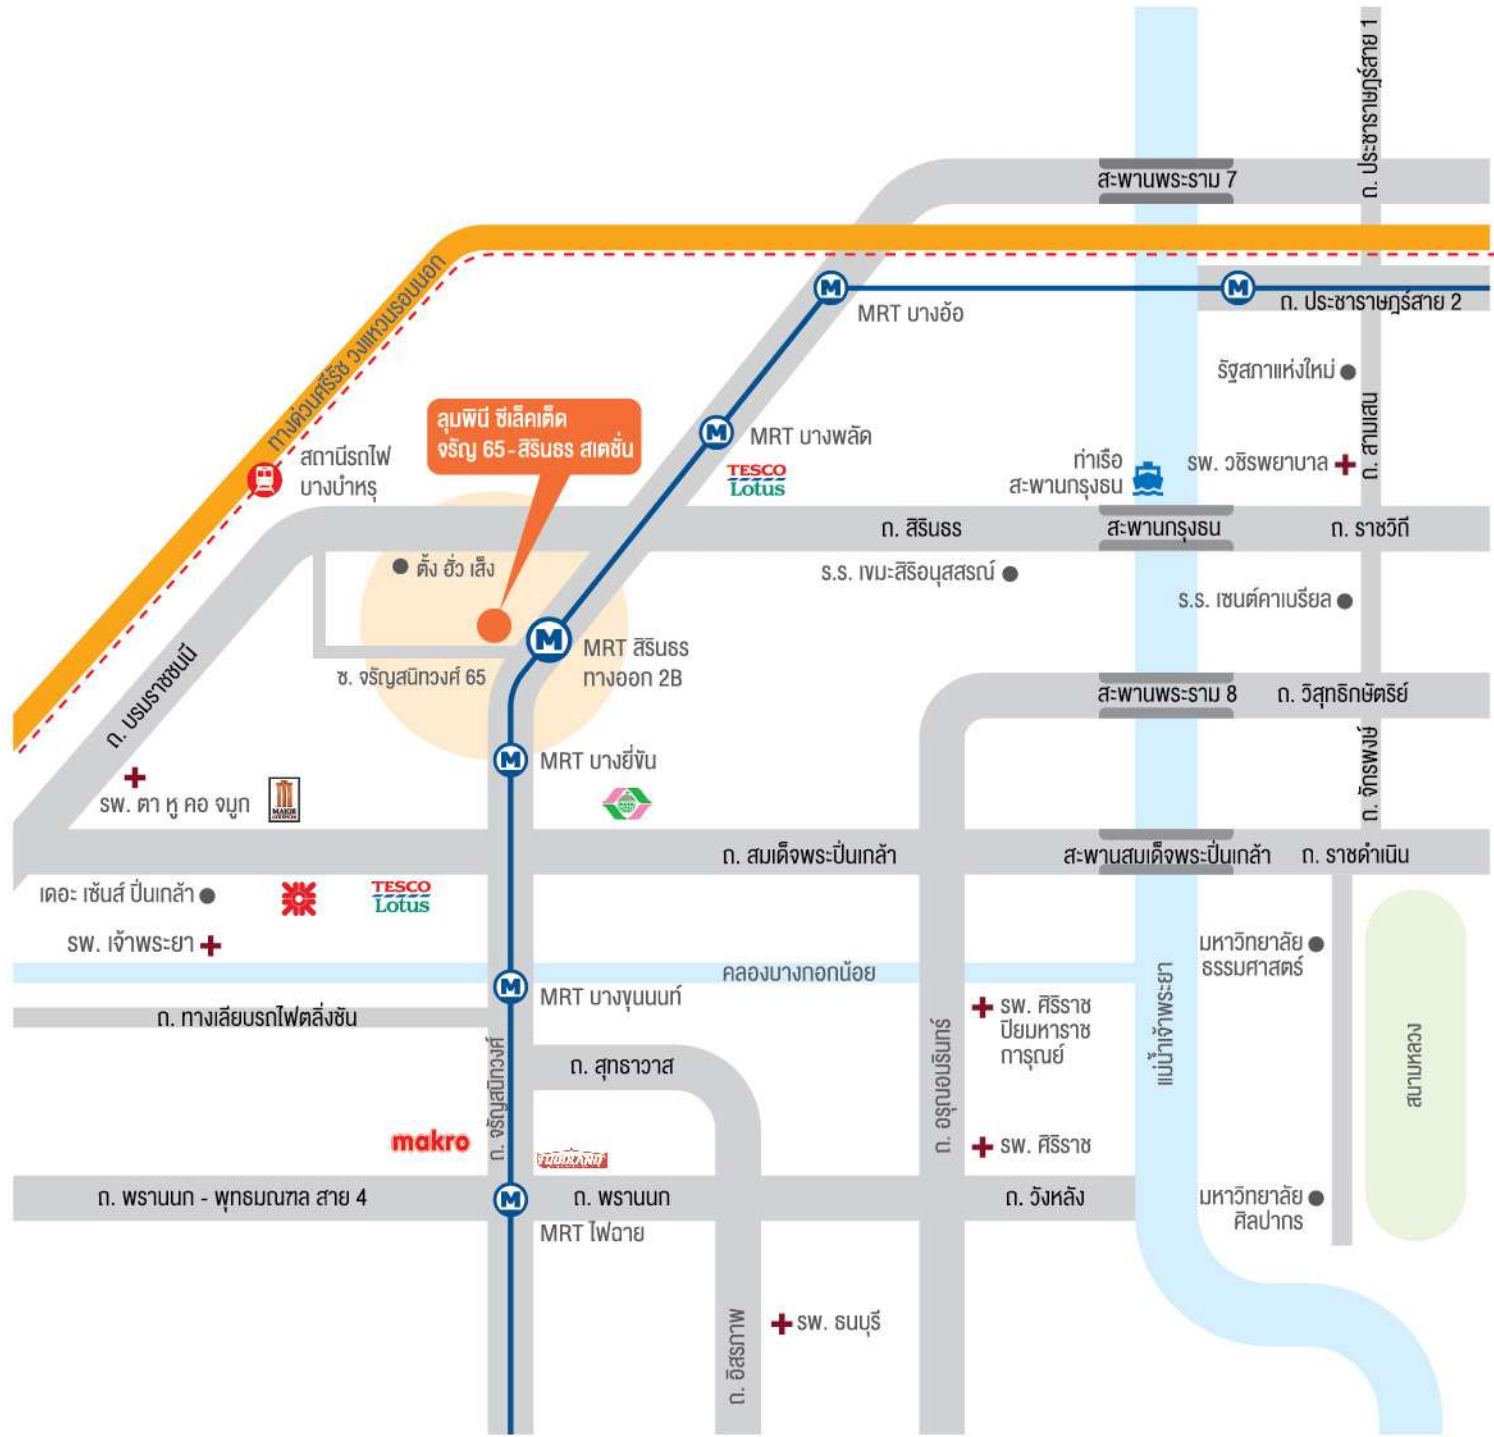 ถ. ประชาราษฎร์สาย 1
สะพานพระราม 7
ทางด่วนศรีรัช วงแหวนรอบนอก
MRT บางอ้อ
ถ. ประชาราษฎร์สาย 2
รัฐสภาแห่งใหม่
ลุมพินี ซีเล็คเต็ด
จรัญ 65 - สิรินธร สเตชั่น
MRT บางพลัด
TESCO
Lotus
สถานีรถไฟ
บางบำหรุ
ท่าเรือ
สะพานกรุงธน
รพ. วชิรพยาบาล
ถ. สามเสน
ถ. สิรินธร
สะพานกรุงธน
ถ. ราชวิถี
ตั้ง ฮั่ว เส็ง
ร.ร. เขมะสิริอนุสสรณ์
ร.ร. เซนต์คาเบรียล
MRT สิรินธร
ทางออก 2B
ซ. จรัญสนิทวงศ์ 65
ถ. บรมราชชนนี
สะพานพระราม 8
ถ. วิสุทธิกษัตริย์
MRT บางยี่ขัน
ถ. จักรพงษ์
รพ. ตา หู คอ จมูก
MAJOR
ถ. สมเด็จพระปิ่นเกล้า
สะพานสมเด็จพระปิ่นเกล้า
ถ. ราชดำเนิน
เดอะ เซ้นส์ ปิ่นเกล้า
TESCO
Lotus
รพ. เจ้าพระยา
มหาวิทยาลัย
ธรรมศาสตร์
คลองบางกอกน้อย
MRT บางขุนนนท์
ถ. ทางเลียบรถไฟตลิ่งชัน
รพ. ศิริราช
ปิยมหาราช
การุณย์
แม่น้ำเจ้าพระยา
สนามหลวง
ถ. สุทธาวาส
ถ. จรัญสนิทวงศ์
ถ. อรุณอมรินทร์
makro
FOODLAND
รพ. ศิริราช
ถ. พรานนก - พุทธมณฑล สาย 4
ถ. พรานนก
ถ. วังหลัง
มหาวิทยาลัย
ศิลปากร
MRT ไฟฉาย
รพ. ธนบุรี
ถ. อิสรภาพ